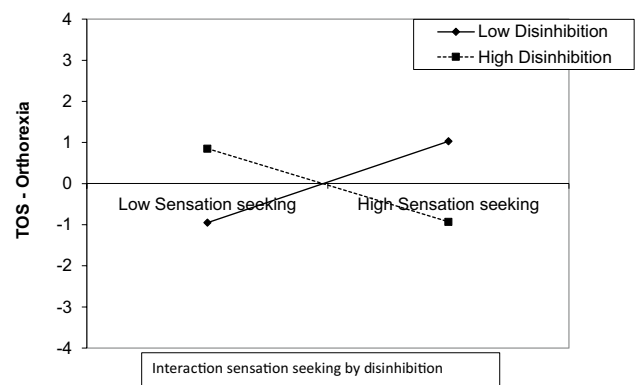 Low Disinhibition
High Disinhibition
4
3
2
1
0
-1
-2
-3
-4
TOS - Orthorexia
Low Sensation seeking
High Sensation seeking
Interaction sensation seeking by disinhibition